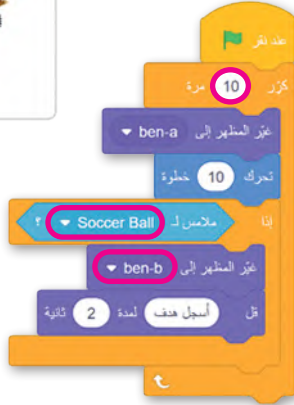 عند نقر
كرّر 10 مرة
غيّر المظهر إلى ben-a
تحرك 10 خطوة
إذا ملامس لـ Soccer Ball ؟
غيّر المظهر إلى ben-b
قل أسجل هدف لمدة 2 ثانية